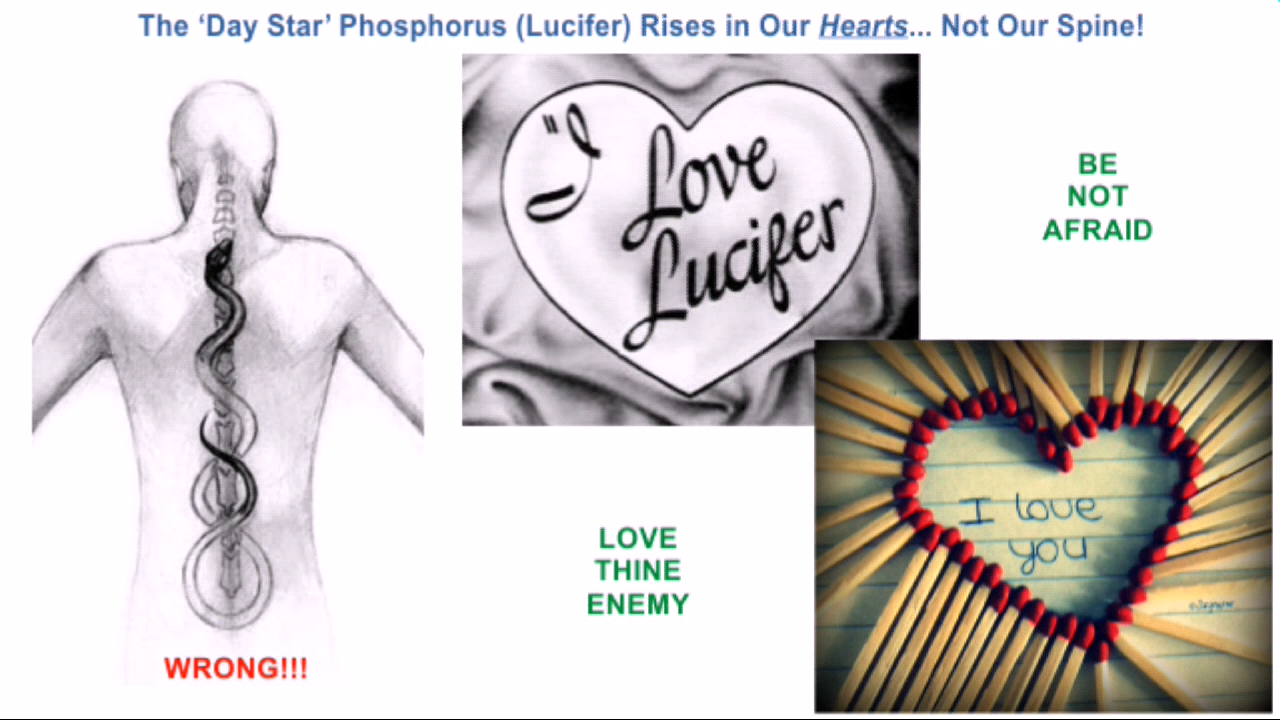 The ‘Day Star’ Phosphorus (Lucifer) Rises in Our Hearts... Not Our Spine!
"I
Love
Lucifer
BE
NOT
AFRAID
I love
you
LOVE
THINE
ENEMY
WRONG!!!